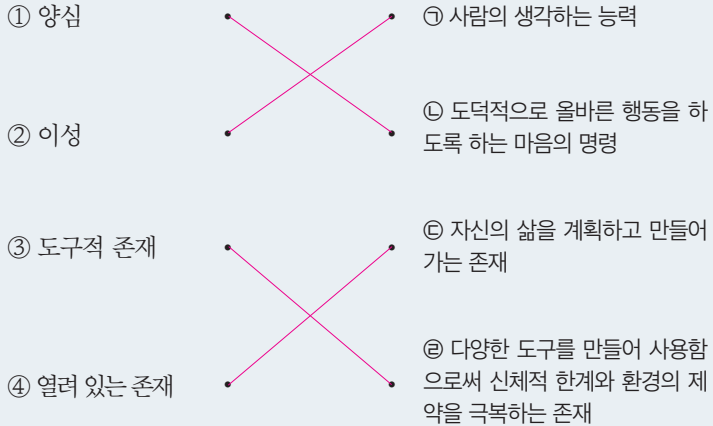 ① 양심
㉠ 사람의 생각하는 능력
② 이성
㉡ 도덕적으로 올바른 행동을 하
도록 하는 마음의 명령
③ 도구적 존재
㉢ 자신의 삶을 계획하고 만들어
가는 존재
④ 열려 있는 존재
㉣ 다양한 도구를 만들어 사용함
으로써 신체적 한계와 환경의 제
약을 극복하는 존재